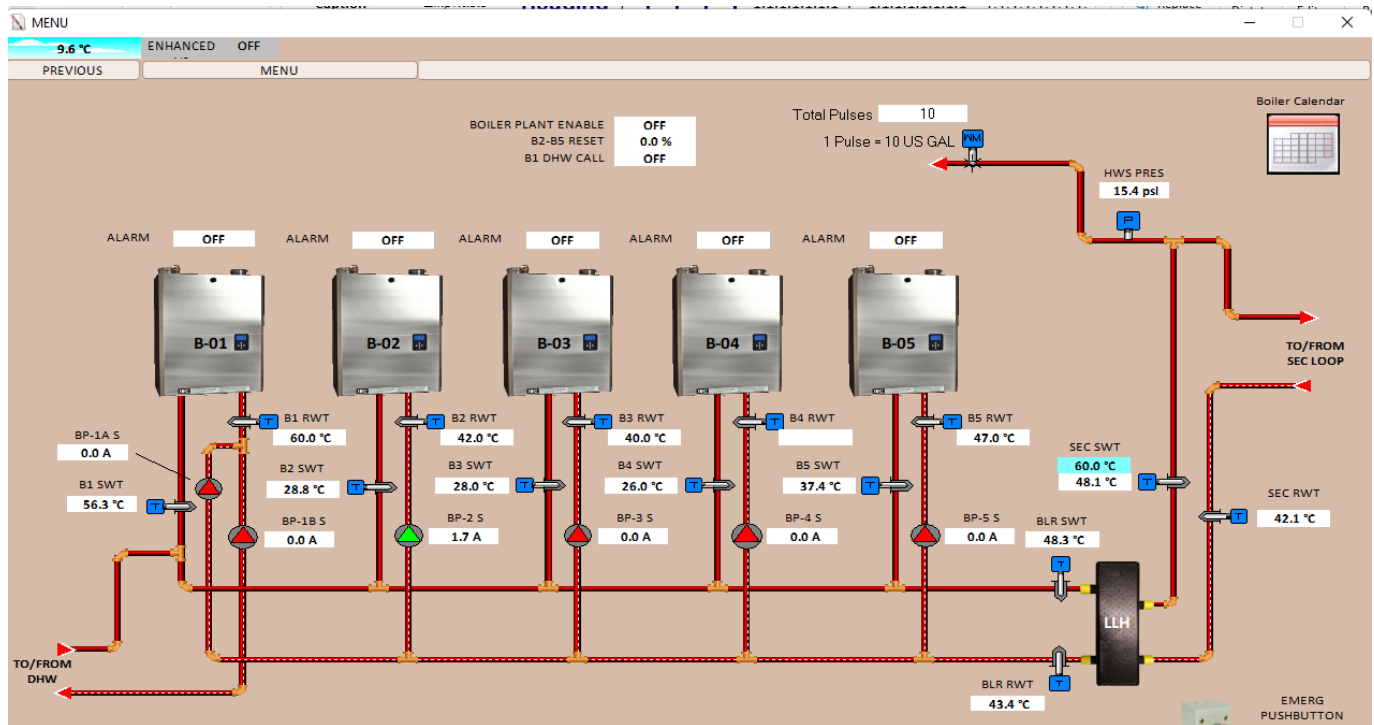 MENU
9.6 °C
ENHANCED
OFF
PREVIOUS
MENU
Boiler Calendar
Total Pulses
10
1 Pulse = 10 US GAL
WM
BOILER PLANT ENABLE
OFF
B2-B5 RESET
0.0 %
B1 DHW CALL
OFF
HWS PRES
15.4 psi
P
ALARM
OFF
ALARM
OFF
ALARM
OFF
ALARM
OFF
ALARM
OFF
B-01
B-02
B-03
B-04
B-05
TO/FROM
SEC LOOP
B1 RWT
T
60.0 °C
B2 RWT
T
42.0 °C
B3 RWT
T
40.0 °C
B4 RWT
T
B5 RWT
T
47.0 °C
BP-1A S
0.0 A
B1 SWT
56.3 °C
T
B2 SWT
28.8 °C
T
B3 SWT
28.0 °C
T
B4 SWT
26.0 °C
T
B5 SWT
37.4 °C
T
SEC SWT
60.0 °C
48.1 °C
T
SEC RWT
42.1 °C
T
BP-1B S
0.0 A
BP-2 S
1.7 A
BP-3 S
0.0 A
BP-4 S
0.0 A
BP-5 S
0.0 A
BLR SWT
48.3 °C
T
LLH
TO/FROM
DHW
BLR RWT
43.4 °C
T
EMERG
PUSHBUTTON